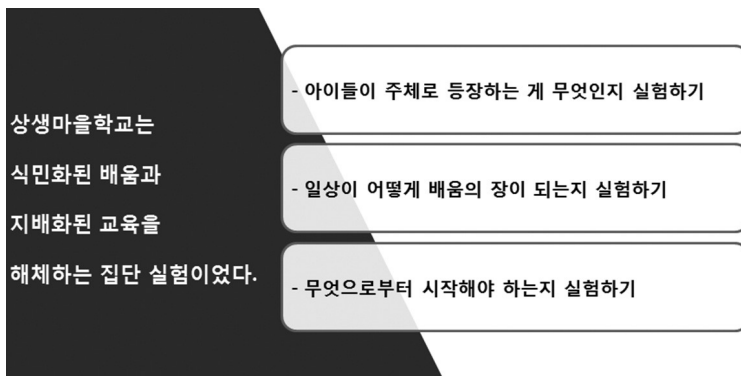 상생마을학교는
식민화된 배움과
지배화된 교육을
해체하는 집단 실험이었다.
- 아이들이 주체로 등장하는 게 무엇인지 실험하기
- 일상이 어떻게 배움의 장이 되는지 실험하기
- 무엇으로부터 시작해야 하는지 실험하기